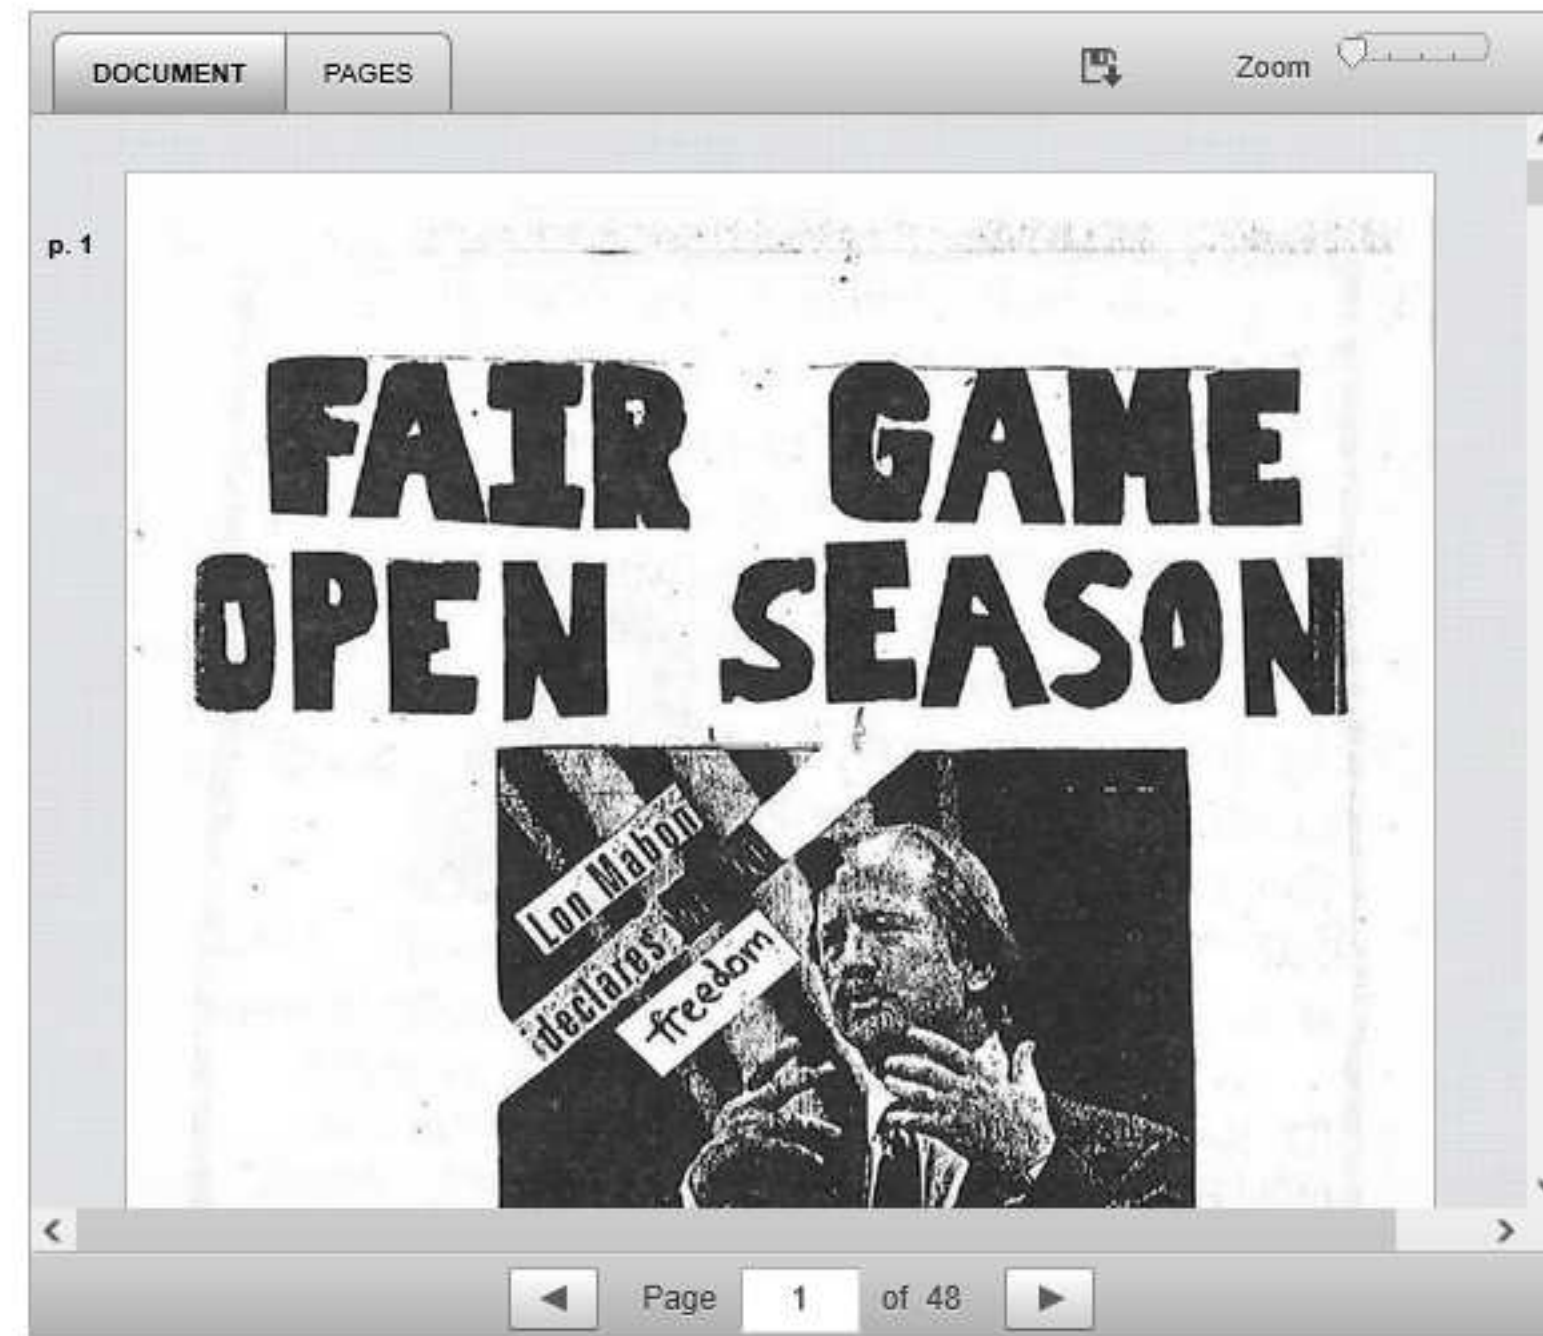 DOCUMENT PAGES Zoom
p. 1
FAIR GAME
OPEN SEASON
Lon Mabon
declares
freedom
Page 1 of 48